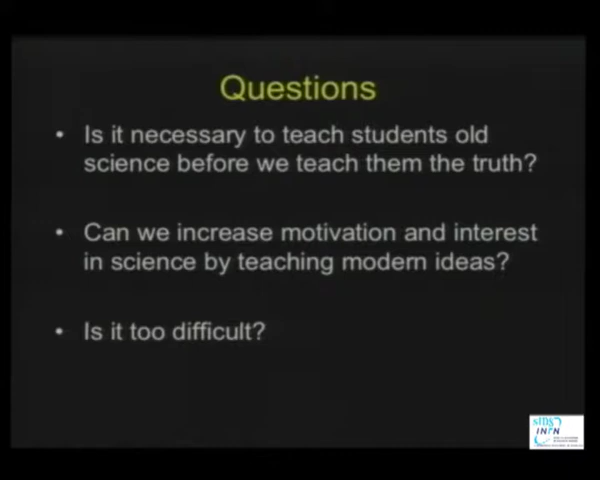 Questions
• Is it necessary to teach students old
science before we teach them the truth?
• Can we increase motivation and interest
in science by teaching modern ideas?
• Is it too difficult?
SIDS
INFN